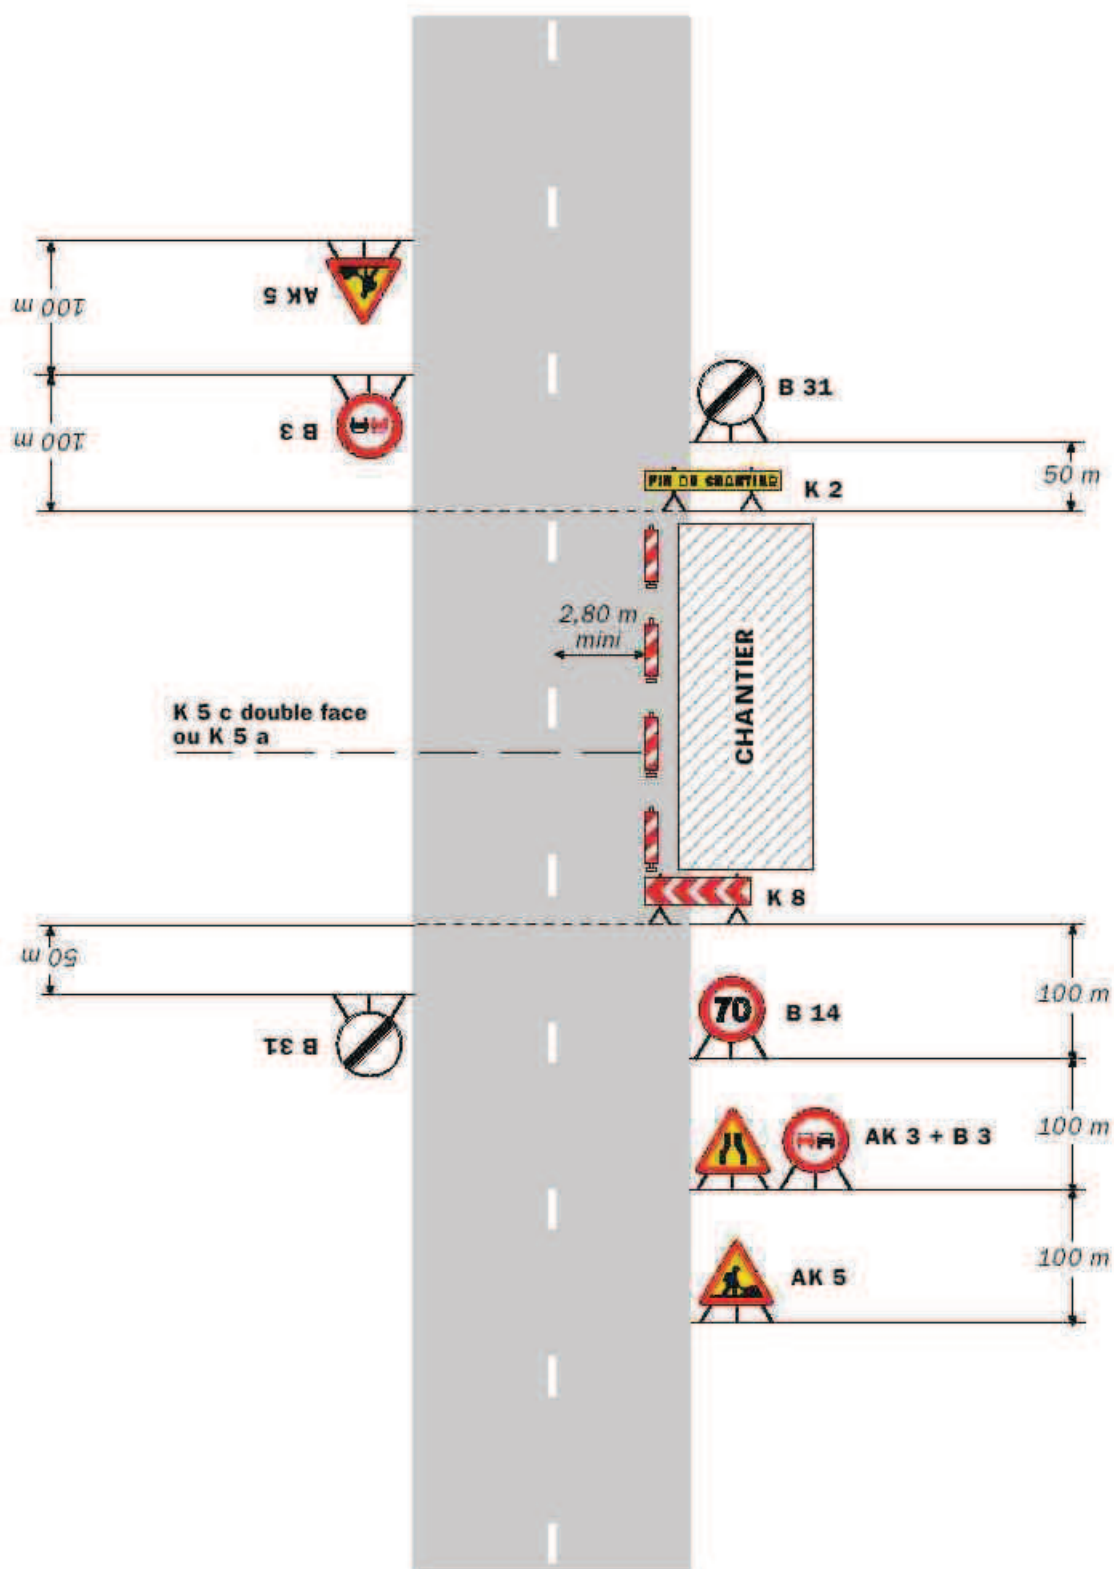 AK 5
100 m
B 31
B 3
100 m
50 m
FIN DU CHANTIER
K 2
2,80 m
mini
CHANTIER
K 5 c double face
ou K 5 a
K 8
50 m
100 m
70
B 14
B 31
100 m
AK 3 + B 3
100 m
AK 5